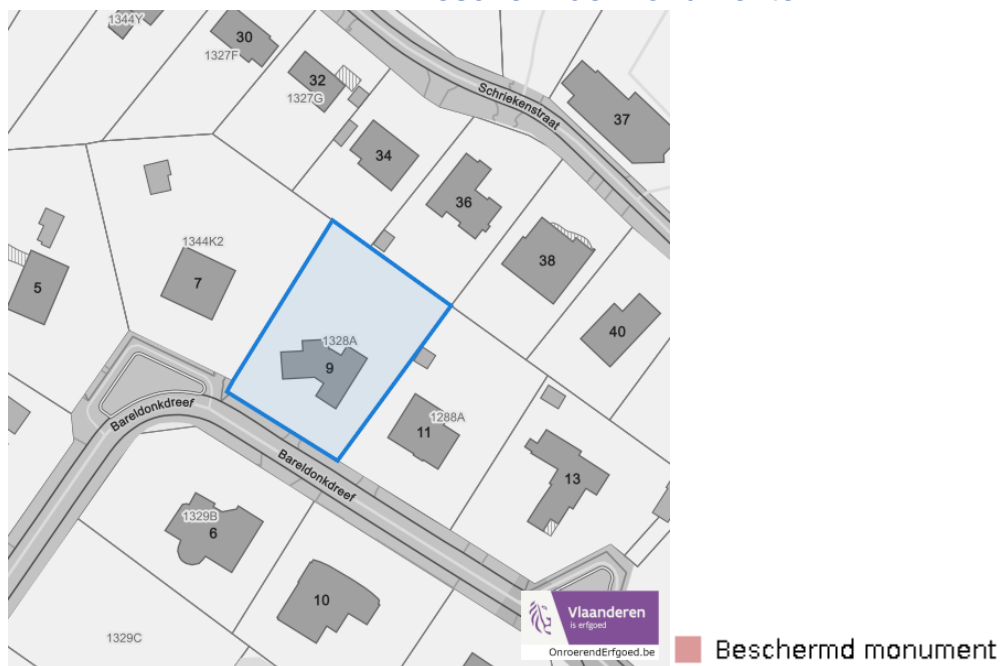 1344Y
30
1327F
32
1327G
Schriekenstraat
37
34
36
1344K2
38
5
7
40
1328A
9
Bareldonkdreef
1288A
11
Bareldonkdreef
13
1329B
6
10
Vlaanderen
is erfgoed
1329C
OnroerendErfgoed.be
Beschermd monument